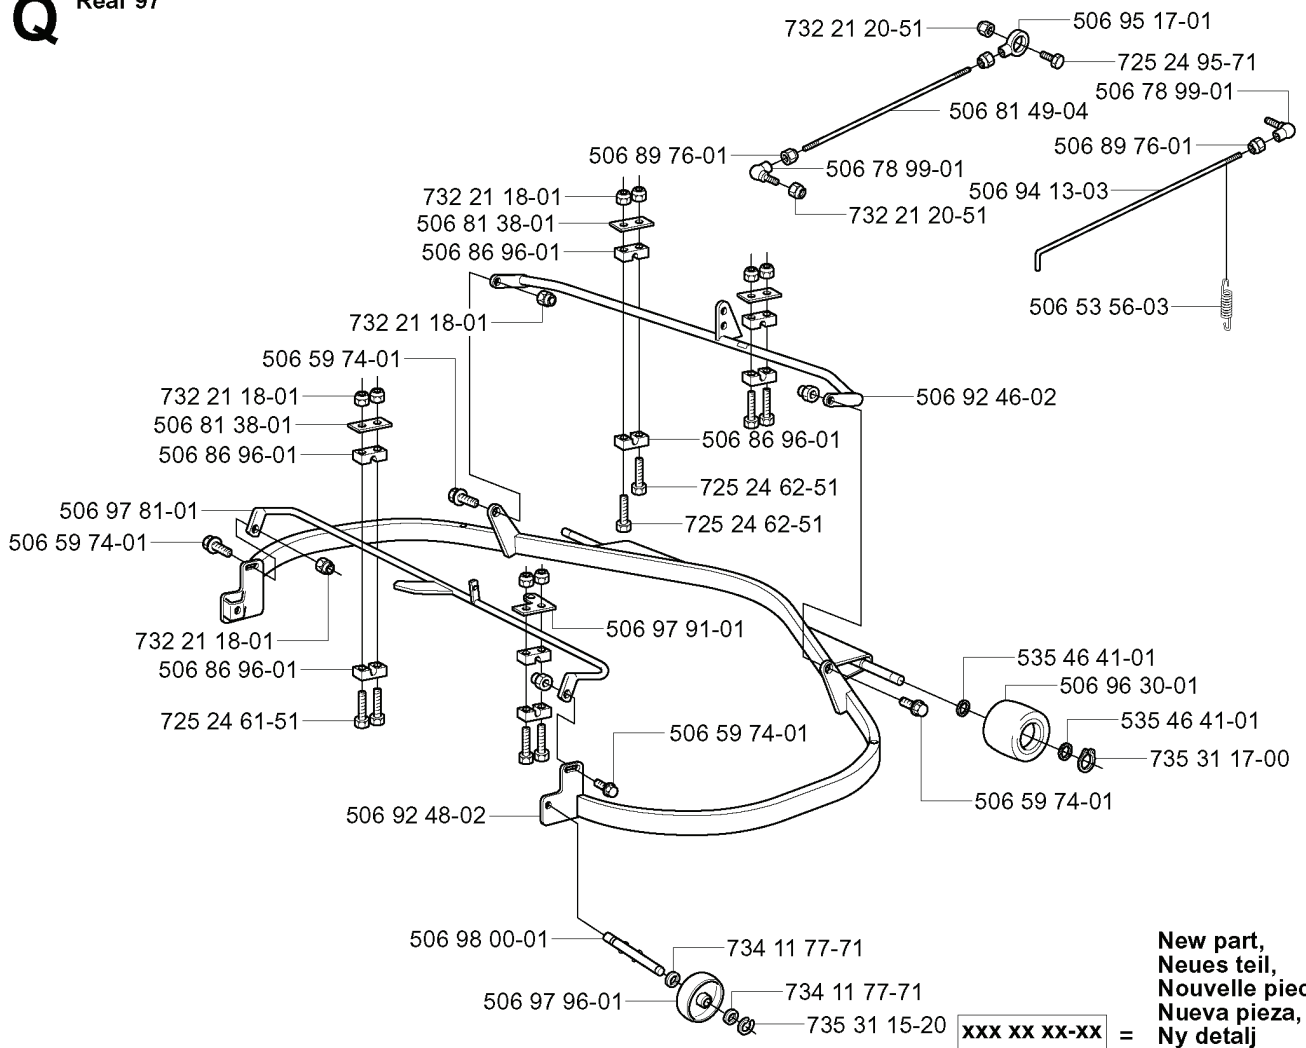 Q
Rear 97
732 21 20-51
506 95 17-01
725 24 95-71
506 78 99-01
506 81 49-04
506 89 76-01
506 89 76-01
506 78 99-01
506 94 13-03
732 21 18-01
732 21 20-51
506 81 38-01
506 86 96-01
506 53 56-03
732 21 18-01
506 59 74-01
732 21 18-01
506 92 46-02
506 81 38-01
506 86 96-01
506 86 96-01
725 24 62-51
506 97 81-01
725 24 62-51
506 59 74-01
506 97 91-01
732 21 18-01
535 46 41-01
506 86 96-01
506 96 30-01
725 24 61-51
535 46 41-01
506 59 74-01
735 31 17-00
506 59 74-01
506 92 48-02
506 98 00-01
734 11 77-71
506 97 96-01
734 11 77-71
735 31 15-20
xxx xx xx-xx =
New part,
Neues teil,
Nouvelle piec
Nueva pieza,
Ny detalj